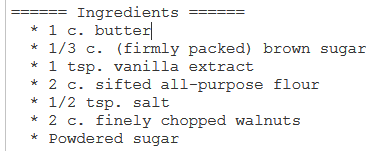 ====== Ingredients ======
* 1 c. butter
* 1/3 c. (firmly packed) brown sugar
* 1 tsp. vanilla extract
* 2 c. sifted all-purpose flour
* 1/2 tsp. salt
* 2 c. finely chopped walnuts
* Powdered sugar